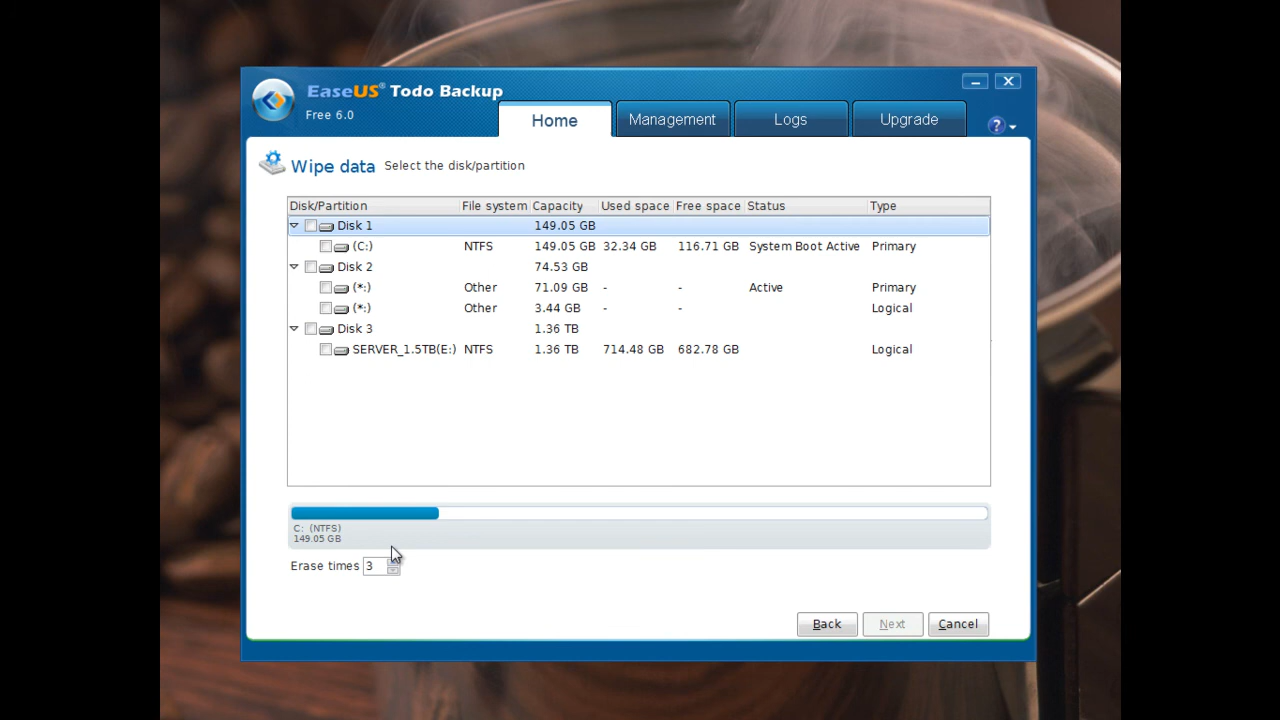 EaseUS® Todo Backup
Free 6.0
Home Management Logs Upgrade ?
Wipe data Select the disk/partition
Disk/Partition File system Capacity Used space Free space Status Type
Disk 1 149.05 GB
(C:) NTFS 149.05 GB 32.34 GB 116.71 GB System Boot Active Primary
Disk 2 74.53 GB
(*:) Other 71.09 GB - - Active Primary
(*:) Other 3.44 GB - - Logical
Disk 3 1.36 TB
SERVER_1.5TB(E:) NTFS 1.36 TB 714.48 GB 682.78 GB Logical
C: (NTFS)
149.05 GB
Erase times 3
Back Next Cancel